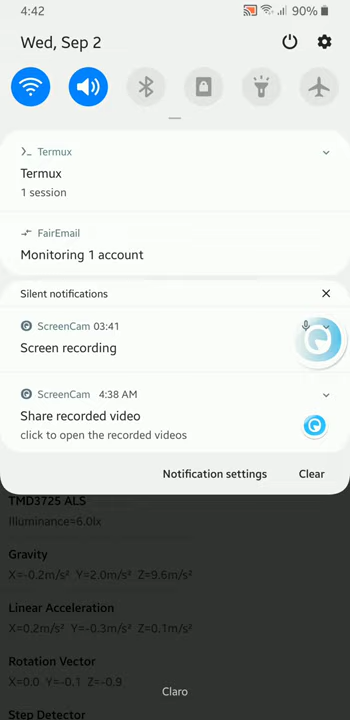 4:42
90%
Wed, Sep 2
Termux
Termux
1 session
FairEmail
Monitoring 1 account
Silent notifications
ScreenCam 03:41
Screen recording
ScreenCam 4:38 AM
Share recorded video
click to open the recorded videos
Notification settings Clear
TMD3725 ALS
Illuminance=6.0lx
Gravity
X=-0.2m/s² Y=2.0m/s² Z=9.6m/s²
Linear Acceleration
X=0.2m/s² Y=-0.3m/s² Z=0.1m/s²
Rotation Vector
X=0.0 Y=-0.1 Z=-0.9
Claro
Step Detector